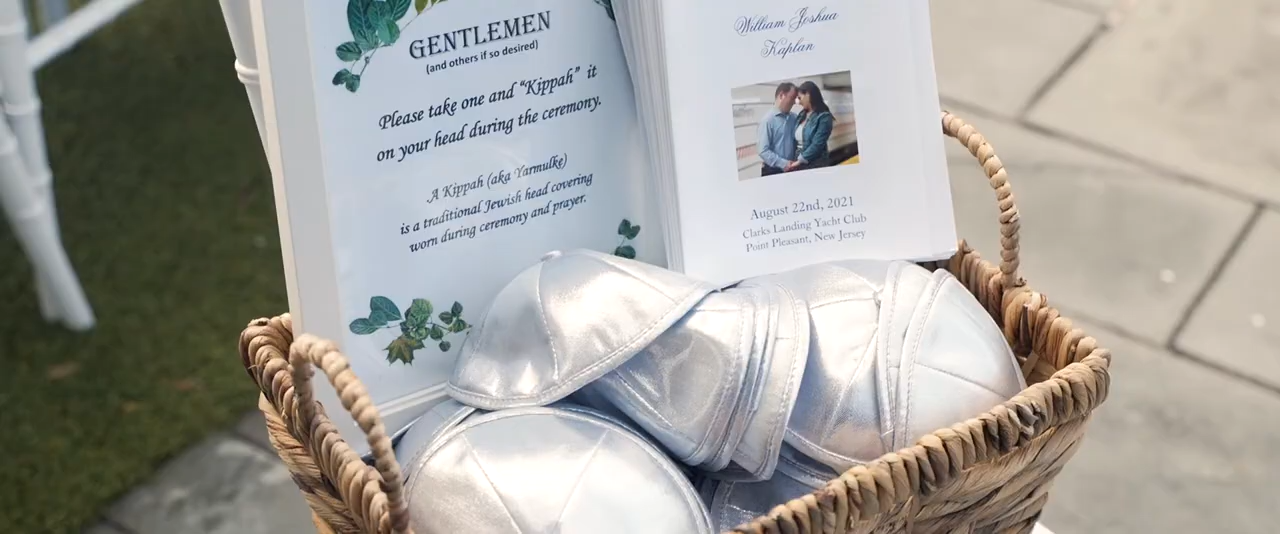 GENTLEMEN
(and others if so desired)
Please take one and “Kippah” it
on your head during the ceremony.
A Kippah (aka Yarmulke)
is a traditional Jewish head covering
worn during ceremony and prayer.
William Joshua
Kaplan
August 22nd, 2021
Clarks Landing Yacht Club
Point Pleasant, New Jersey